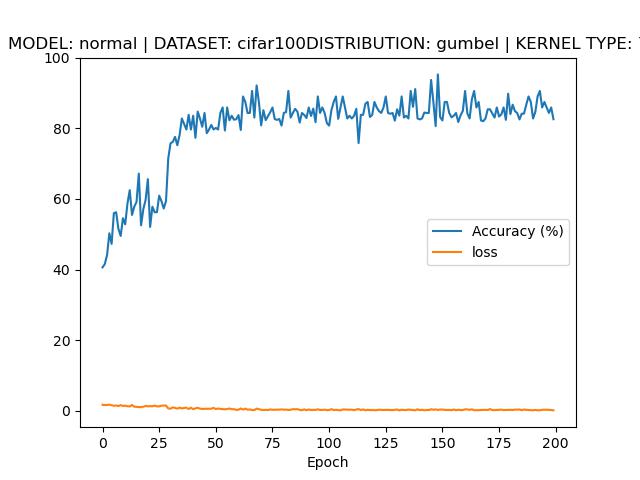 MODEL: normal | DATASET: cifar100DISTRIBUTION: gumbel | KERNEL TYPE:
100
80
60
40
20
0
Accuracy (%)
loss
0 25 50 75 100 125 150 175 200
Epoch